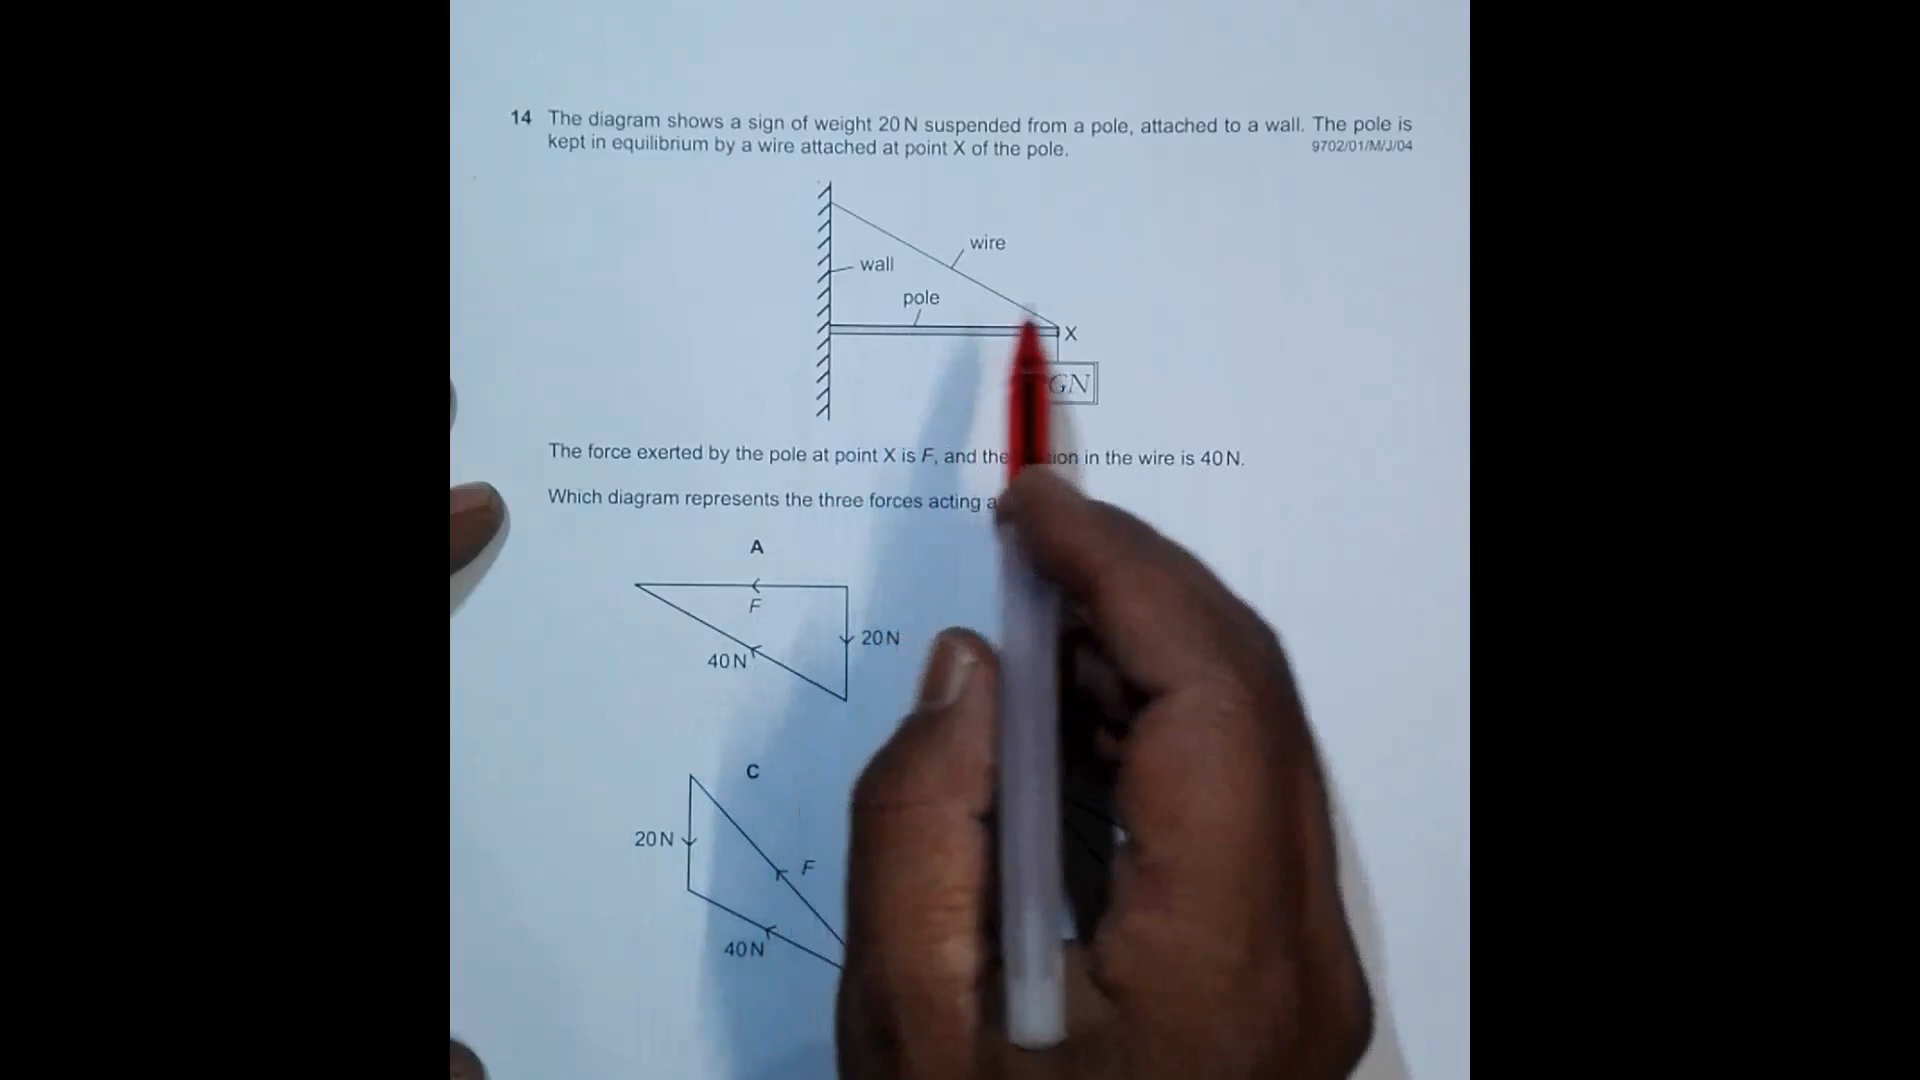 14 The diagram shows a sign of weight 20 N suspended from a pole, attached to a wall. The pole is
kept in equilibrium by a wire attached at point X of the pole.
9702/01/M/J/04
wire
wall
pole
X
GN
The force exerted by the pole at point X is F, and the ion in the wire is 40 N.
Which diagram represents the three forces acting
A
F
20 N
40 N
C
20 N
F
40 N